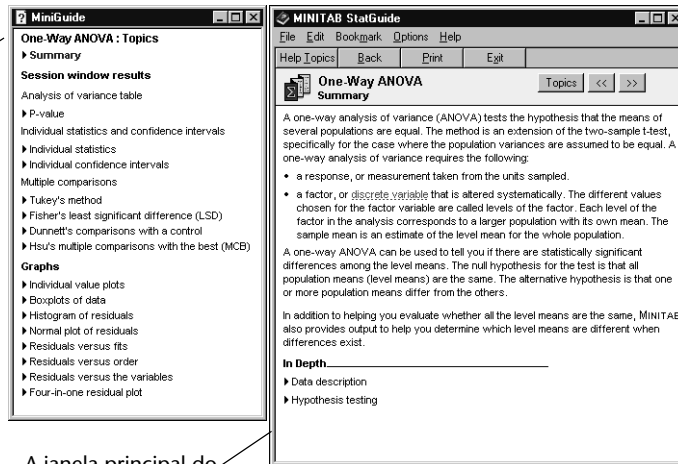 MiniGuide
One-Way ANOVA : Topics
Summary
Session window results
Analysis of variance table
P-value
Individual statistics and confidence intervals
Individual statistics
Individual confidence intervals
Multiple comparisons
Tukey's method
Fisher's least significant difference (LSD)
Dunnett's comparisons with a control
Hsu's multiple comparisons with the best (MCB)
Graphs
Individual value plots
Boxplots of data
Histogram of residuals
Normal plot of residuals
Residuals versus fits
Residuals versus order
Residuals versus the variables
Four-in-one residual plot
A janela principal do
MINITAB StatGuide
File Edit Bookmark Options Help
Help Topics Back Print Exit
One-Way ANOVA
Summary
Topics << >>
A one-way analysis of variance (ANOVA) tests the hypothesis that the means of
several populations are equal. The method is an extension of the two-sample t-test,
specifically for the case where the population variances are assumed to be equal. A
one-way analysis of variance requires the following:
• a response, or measurement taken from the units sampled.
• a factor, or discrete variable that is altered systematically. The different values
chosen for the factor variable are called levels of the factor. Each level of the
factor in the analysis corresponds to a larger population with its own mean. The
sample mean is an estimate of the level mean for the whole population.
A one-way ANOVA can be used to tell you if there are statistically significant
differences among the level means. The null hypothesis for the test is that all
population means (level means) are the same. The alternative hypothesis is that one
or more population means differ from the others.
In addition to helping you evaluate whether all the level means are the same, MINITAB
also provides output to help you determine which level means are different when
differences exist.
In Depth
Data description
Hypothesis testing